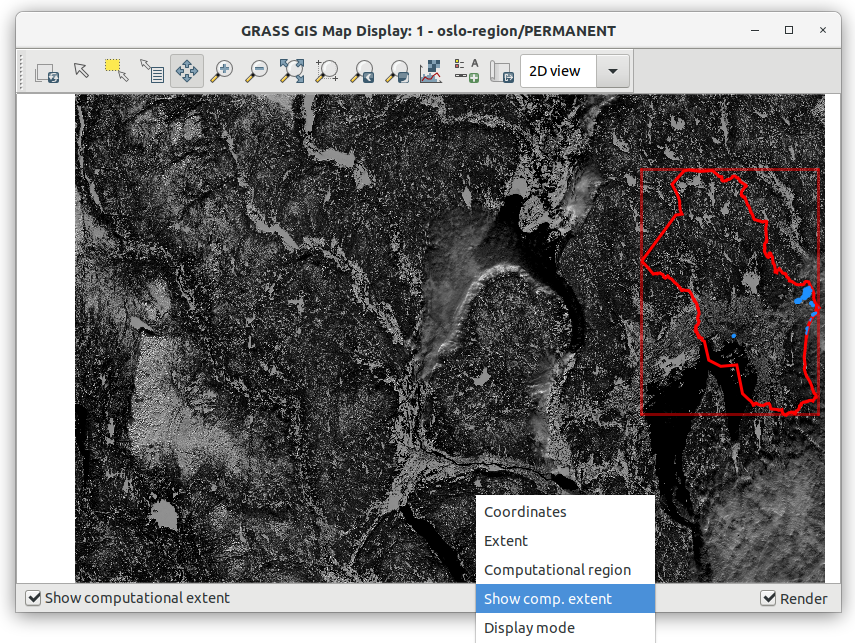 GRASS GIS Map Display: 1 - oslo-region/PERMANENT
2D view
Coordinates
Extent
Computational region
Show comp. extent
Display mode
Show computational extent
Render